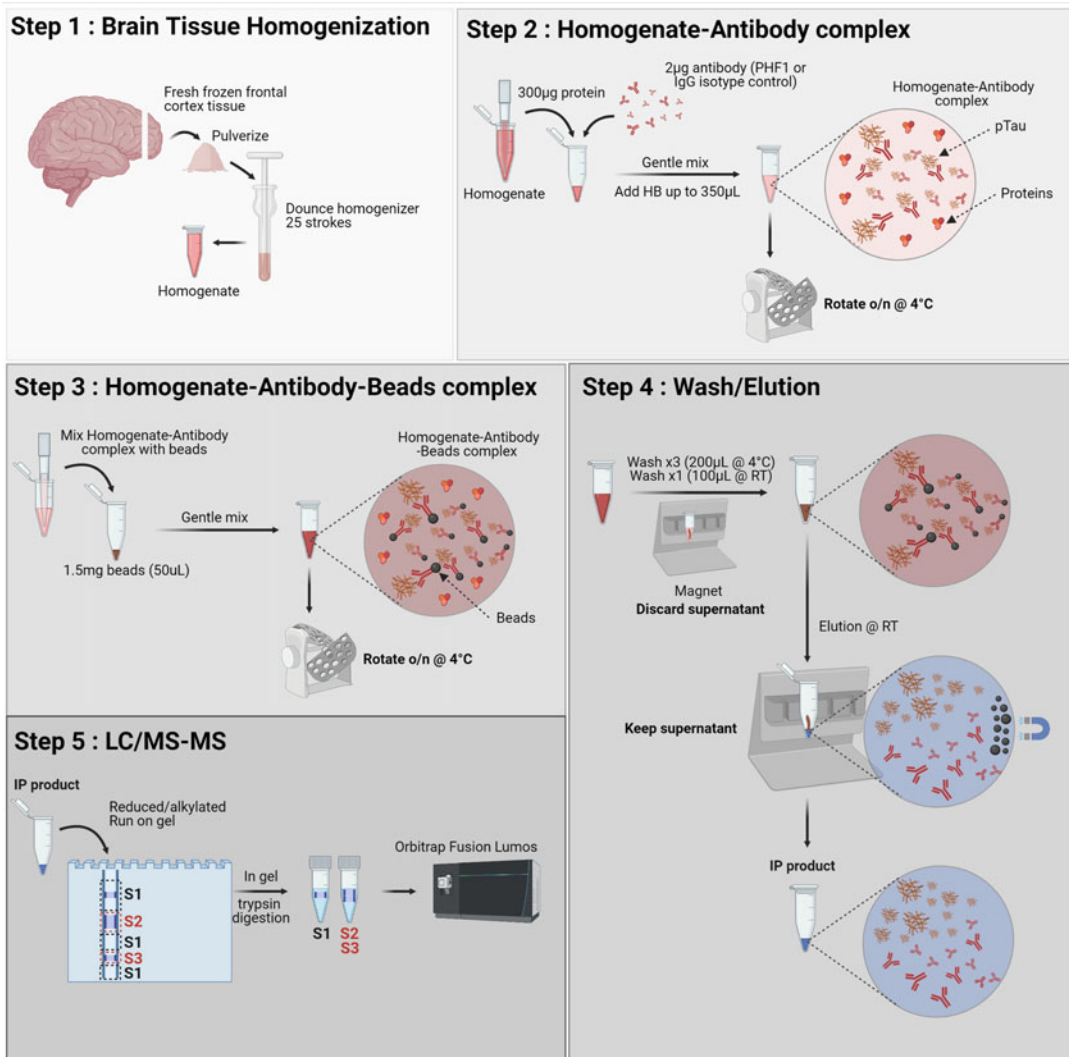 Step 1 : Brain Tissue Homogenization
Fresh frozen frontal
cortex tissue
Pulverize
Dounce homogenizer
25 strokes
Homogenate
Step 2 : Homogenate-Antibody complex
300µg protein
2µg antibody (PHF1 or
IgG isotype control)
Homogenate
Gentle mix
Add HB up to 350µL
Homogenate-Antibody
complex
pTau
Proteins
Rotate o/n @ 4°C
Step 3 : Homogenate-Antibody-Beads complex
Mix Homogenate-Antibody
complex with beads
1.5mg beads (50uL)
Gentle mix
Homogenate-Antibody
-Beads complex
Beads
Rotate o/n @ 4°C
Step 4 : Wash/Elution
Wash x3 (200µL @ 4°C)
Wash x1 (100µL @ RT)
Magnet
Discard supernatant
Elution @ RT
Keep supernatant
IP product
Step 5 : LC/MS-MS
IP product
Reduced/alkylated
Run on gel
S1
S2
S1
S3
S1
In gel
trypsin
digestion
S1
S2
S3
Orbitrap Fusion Lumos